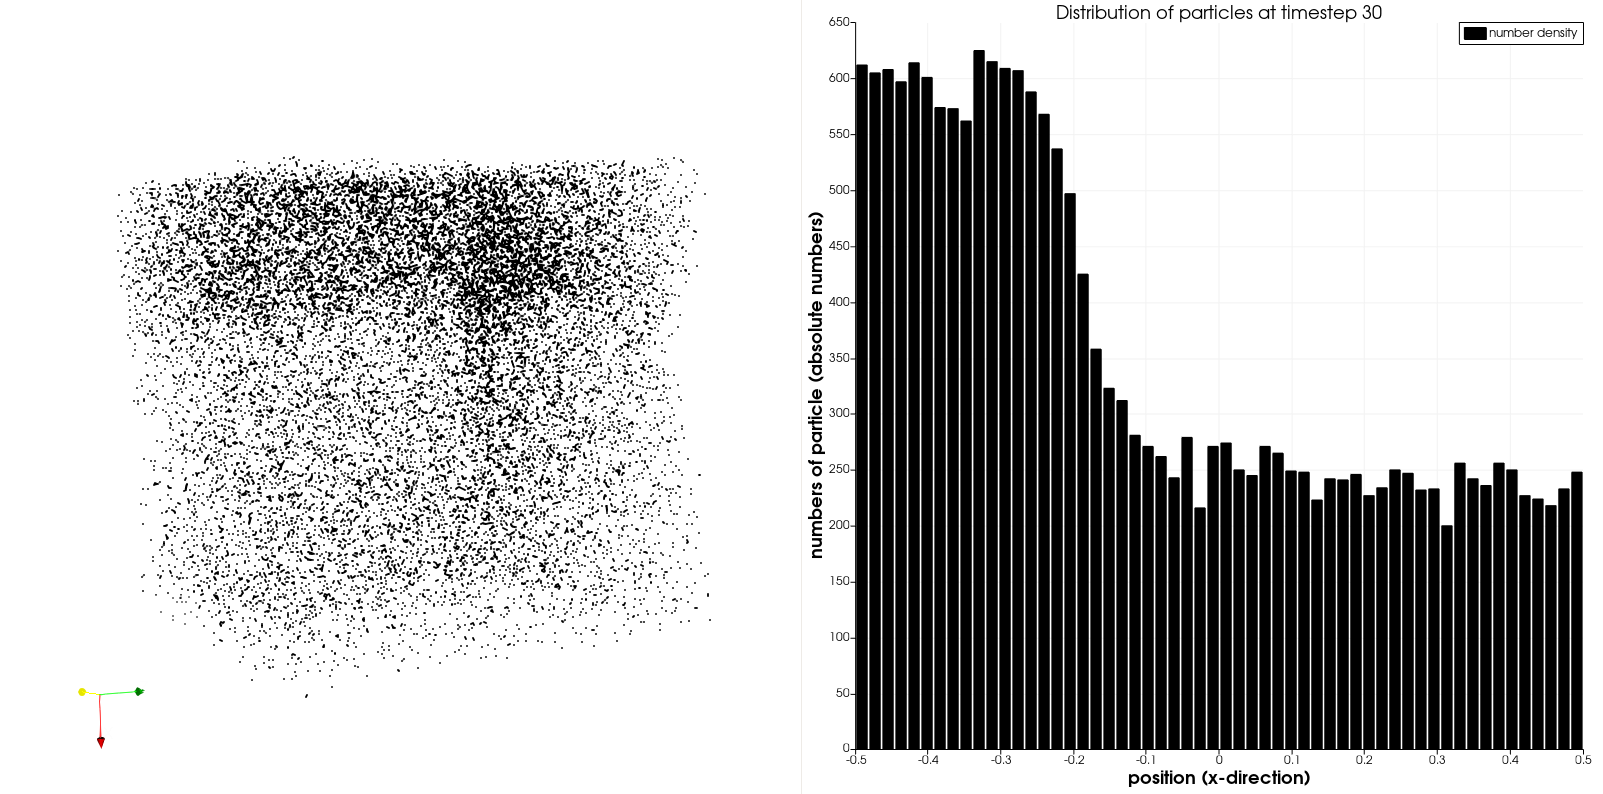 Distribution of particles at timestep 30
number density
numbers of particle (absolute numbers)
650
600
550
500
450
400
350
300
250
200
150
100
50
0
-0.5 -0.4 -0.3 -0.2 -0.1 0 0.1 0.2 0.3 0.4 0.5
position (x-direction)